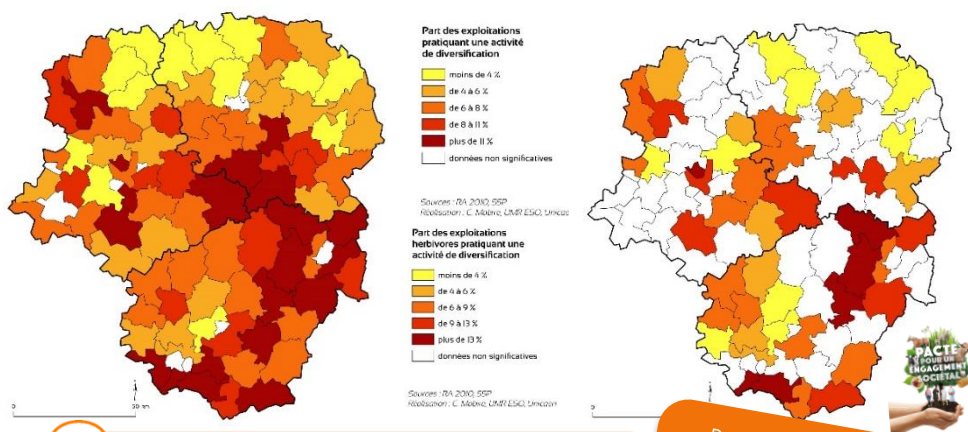 Part des exploitations
pratiquant une activité
de diversification
moins de 4 %
de 4 à 6 %
de 6 à 8 %
de 8 à 11 %
plus de 11 %
données non significatives
Sources : RA 2010, SSP
Réalisation : C. Mabire, UMR ESO, Unicaen
Part des exploitations
herbivores pratiquant une
activité de diversification
moins de 4 %
de 4 à 6 %
de 6 à 9 %
de 9 à 13 %
plus de 13 %
données non significatives
Sources : RA 2010, SSP
Réalisation : C. Mabire, UMR ESO, Unicaen
0
0
PACTE
POUR UN
ENGAGEMENT
SOCIÉTAL